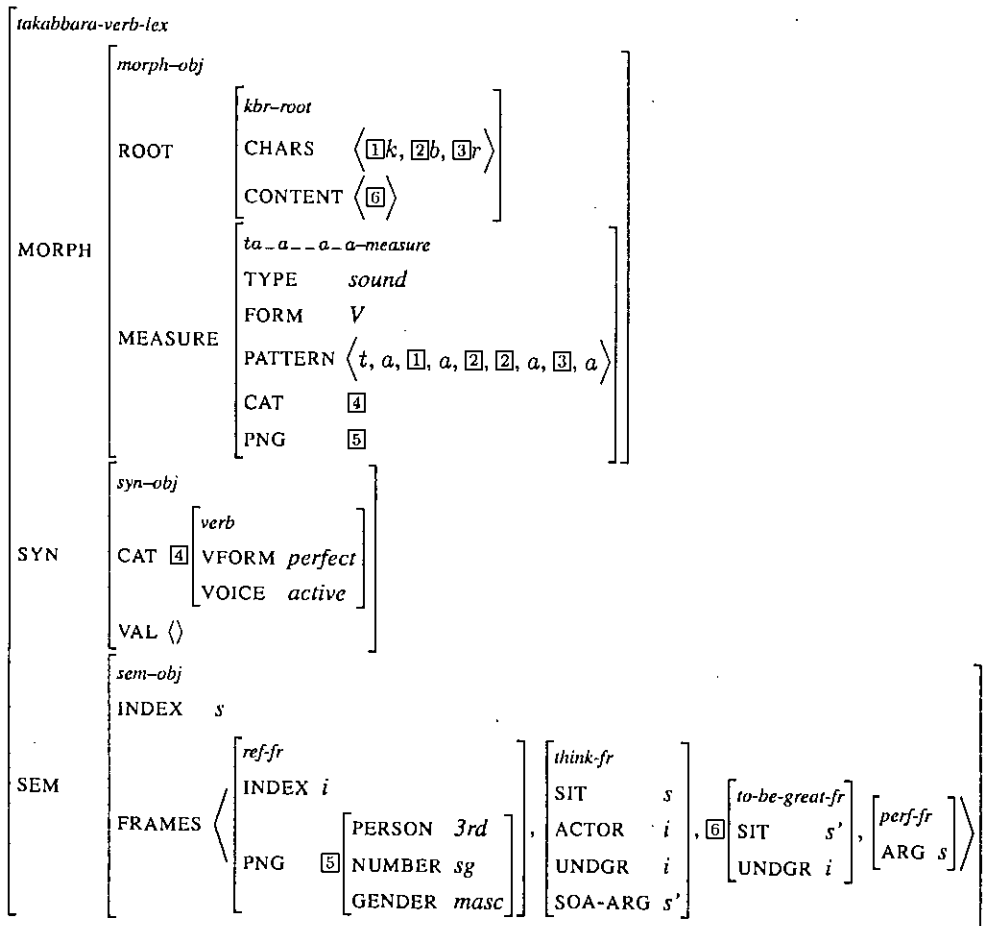 takabbara-verb-lex
morph-obj
kbr-root
CHARS ⟨[1]k, [2]b, [3]r⟩
ROOT
CONTENT ⟨[6]⟩
ta_a__a_a-measure
MORPH
TYPE sound
FORM V
MEASURE
PATTERN ⟨t, a, [1], a, [2], [2], a, [3], a⟩
CAT [4]
PNG [5]
syn-obj
verb
SYN CAT [4] VFORM perfect
VOICE active
VAL ⟨⟩
sem-obj
INDEX s
ref-fr
INDEX i
PNG [5] PERSON 3rd
NUMBER sg
GENDER masc
think-fr
SIT s
ACTOR i
UNDGR i
SOA-ARG s'
SEM
FRAMES ⟨ , , [6] , ⟩
to-be-great-fr
SIT s'
UNDGR i
perf-fr
ARG s